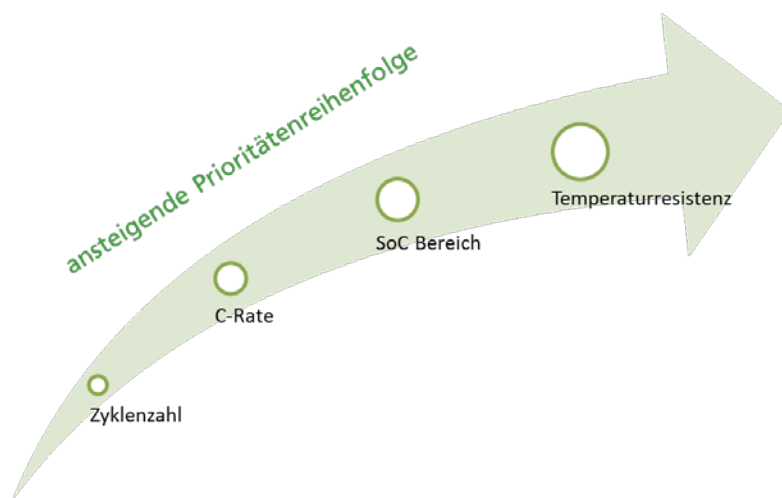 ansteigende Prioritätenreihenfolge
Temperaturresistenz
SoC Bereich
C-Rate
Zyklenzahl